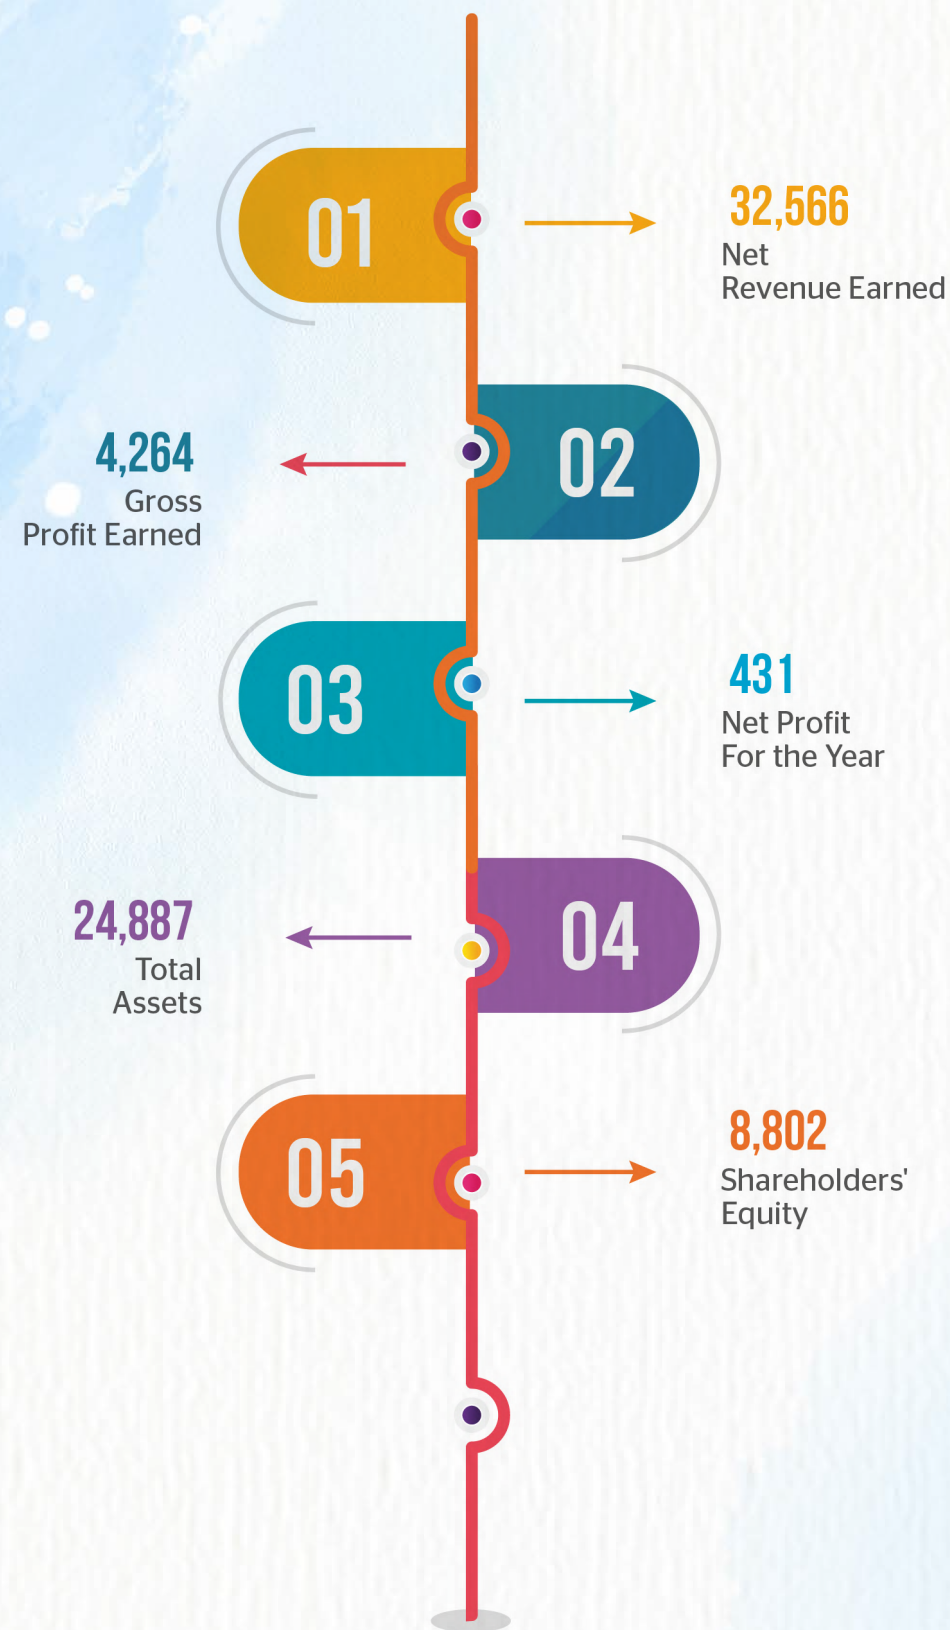 01
32,566
Net
Revenue Earned
02
4,264
Gross
Profit Earned
03
431
Net Profit
For the Year
04
24,887
Total
Assets
05
8,802
Shareholders'
Equity